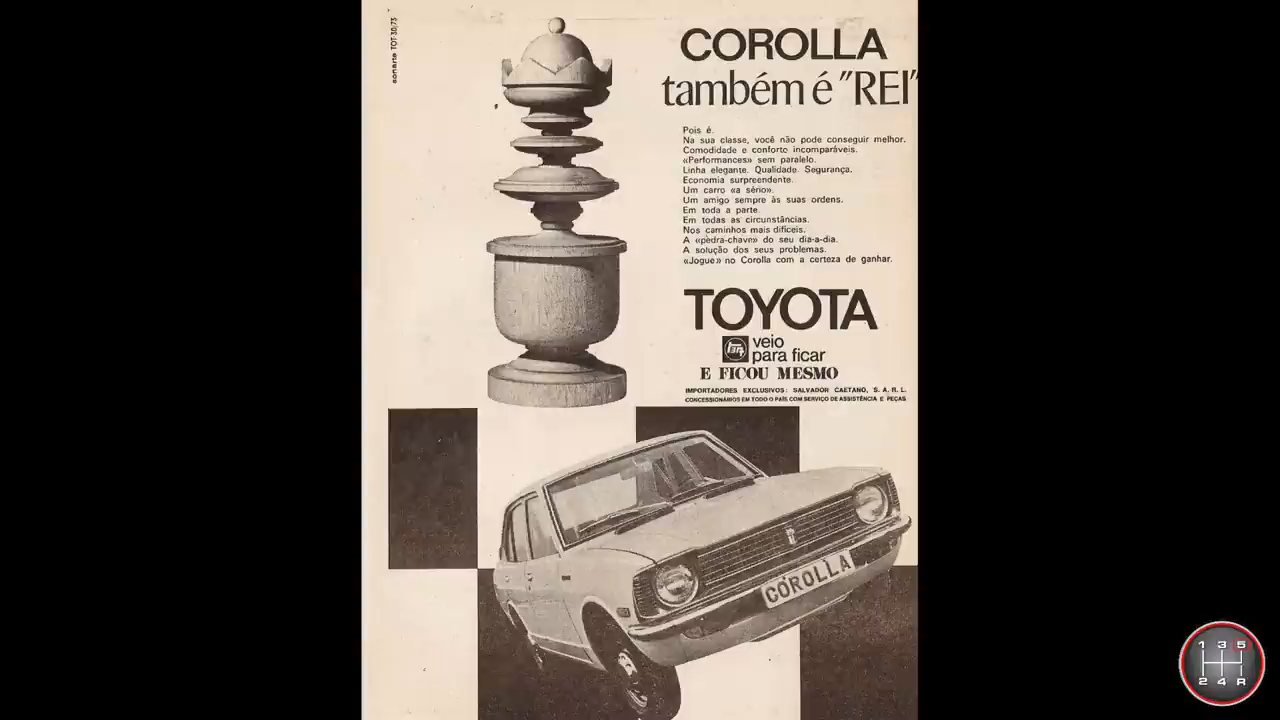 sonarte TOT-30/73
COROLLA
também é "REI"
Pois é.
Na sua classe, você não pode conseguir melhor.
Comodidade e conforto incomparáveis.
«Performances» sem paralelo.
Linha elegante. Qualidade. Segurança.
Economia surpreendente.
Um carro «a sério».
Um amigo sempre às suas ordens.
Em toda a parte.
Em todas as circunstâncias.
Nos caminhos mais difíceis.
A «pedra-chave» do seu dia-a-dia.
A solução dos seus problemas.
«Jogue» no Corolla com a certeza de ganhar.
TOYOTA
veio
para ficar
E FICOU MESMO
IMPORTADORES EXCLUSIVOS: SALVADOR CAETANO, S. A. R. L.
CONCESSIONÁRIOS EM TODO O PAÍS COM SERVIÇO DE ASSISTÊNCIA E PEÇAS
COROLLA
1 3 5
2 4 R